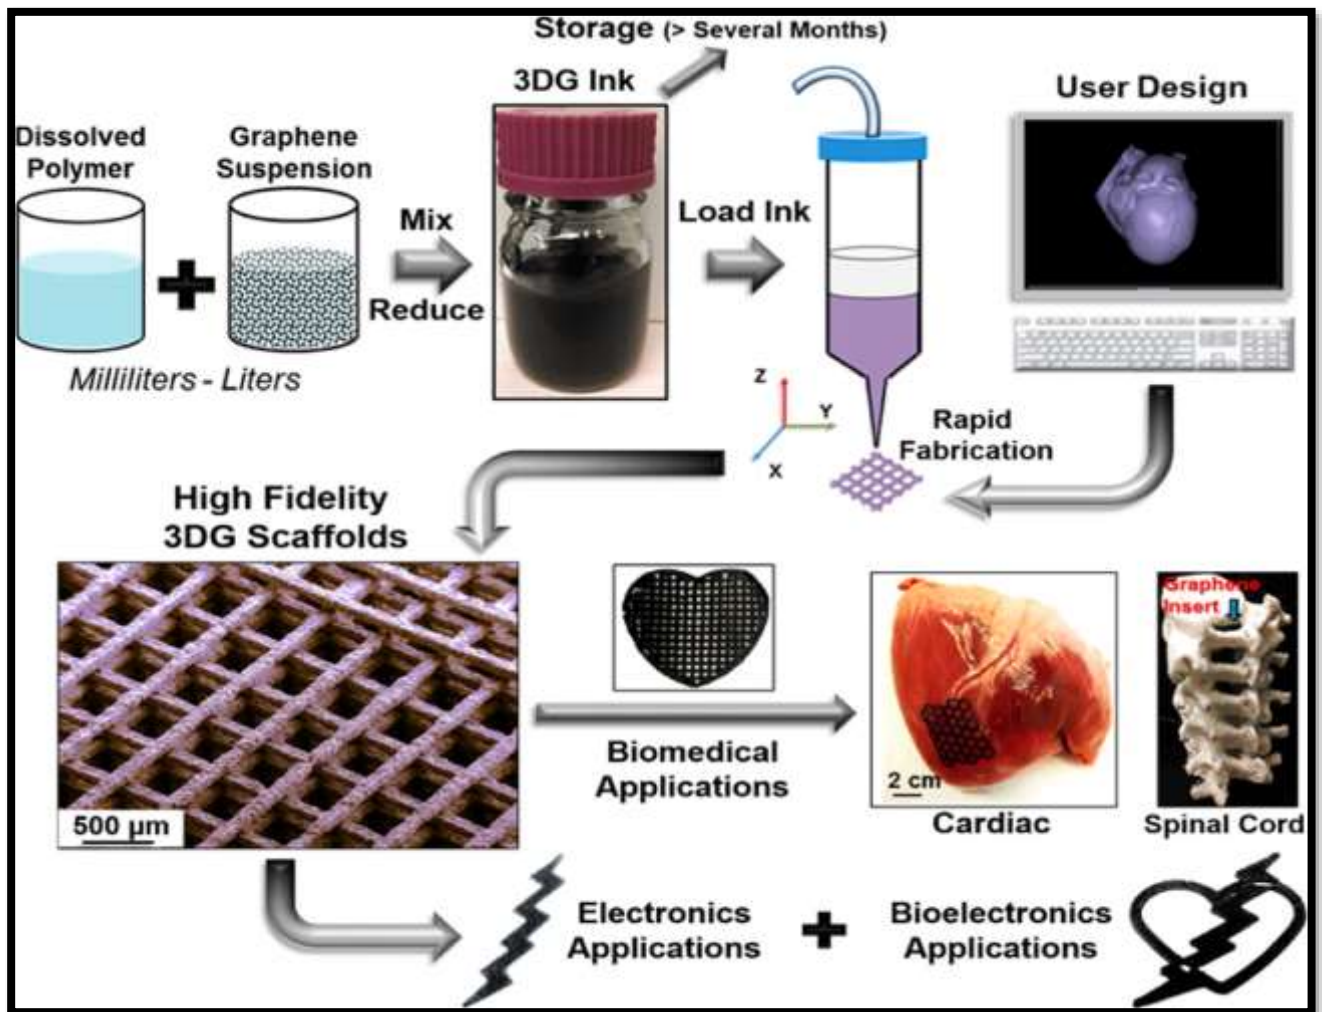 Storage (> Several Months)
3DG Ink
User Design
Dissolved
Polymer
Graphene
Suspension
Mix
Reduce
Load Ink
Milliliters - Liters
Z
Y
X
Rapid
Fabrication
High Fidelity
3DG Scaffolds
500 μm
Biomedical
Applications
2 cm
Cardiac
Graphene
Insert
Spinal Cord
Electronics
Applications
Bioelectronics
Applications